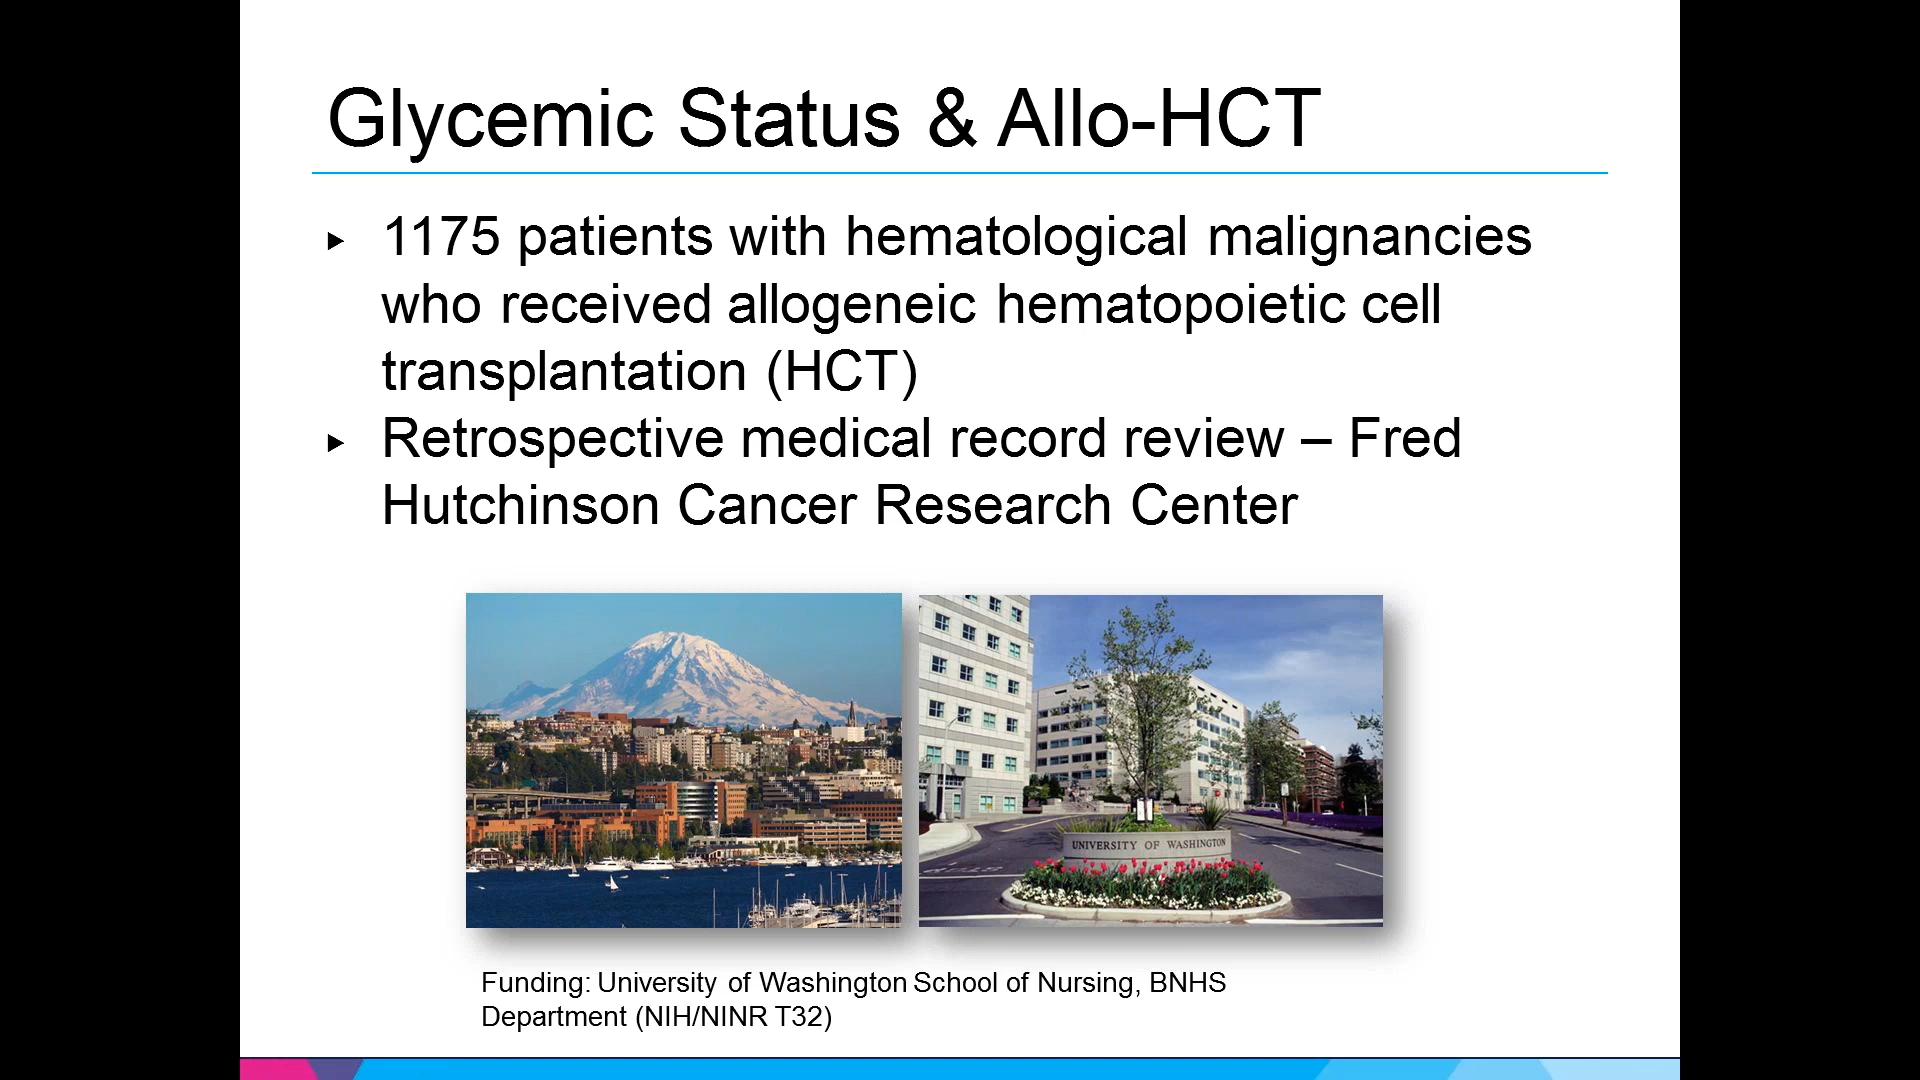 Glycemic Status & Allo-HCT
▸ 1175 patients with hematological malignancies
who received allogeneic hematopoietic cell
transplantation (HCT)
▸ Retrospective medical record review – Fred
Hutchinson Cancer Research Center
UNIVERSITY OF WASHINGTON
Funding: University of Washington School of Nursing, BNHS
Department (NIH/NINR T32)